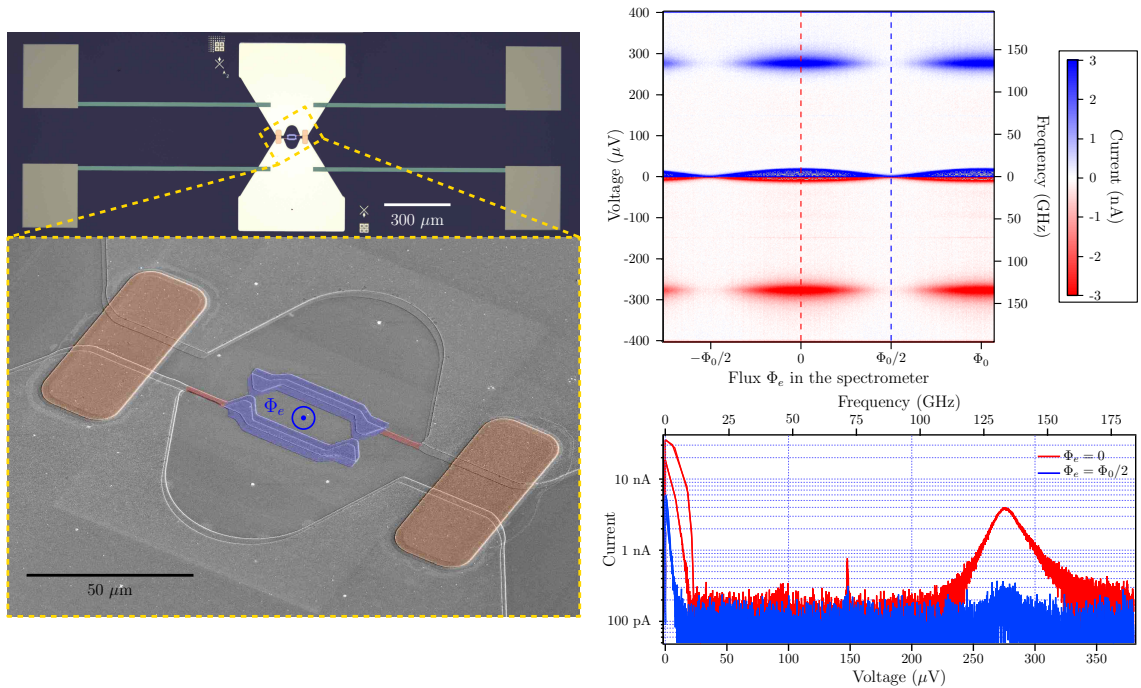 300 μm
Φe
50 μm
400
300
200
100
0
-100
-200
-300
-400
Voltage (μV)
150
100
50
0
50
100
150
Frequency (GHz)
3
2
1
0
-1
-2
-3
Current (nA)
−Φ0/2 0 Φ0/2 Φ0
Flux Φe in the spectrometer
Frequency (GHz)
0 25 50 75 100 125 150 175
Φe = 0
Φe = Φ0/2
10 nA
1 nA
100 pA
Current
0 50 100 150 200 250 300 350
Voltage (μV)